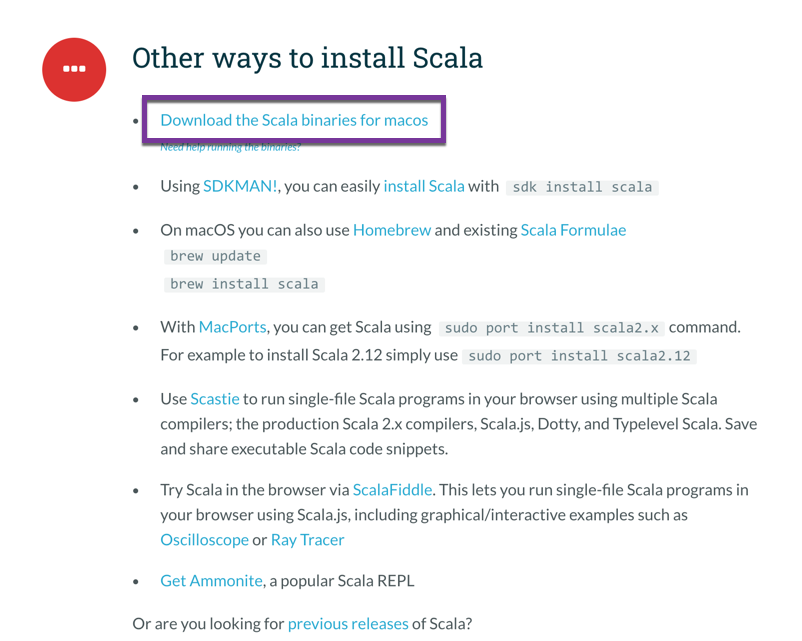 Other ways to install Scala
Download the Scala binaries for macos
Need help running the binaries?
Using SDKMAN!, you can easily install Scala with sdk install scala
On macOS you can also use Homebrew and existing Scala Formulae
brew update
brew install scala
With MacPorts, you can get Scala using sudo port install scala2.x command.
For example to install Scala 2.12 simply use sudo port install scala2.12
Use Scastie to run single-file Scala programs in your browser using multiple Scala
compilers; the production Scala 2.x compilers, Scala.js, Dotty, and Typelevel Scala. Save
and share executable Scala code snippets.
Try Scala in the browser via ScalaFiddle. This lets you run single-file Scala programs in
your browser using Scala.js, including graphical/interactive examples such as
Oscilloscope or Ray Tracer
Get Ammonite, a popular Scala REPL
Or are you looking for previous releases of Scala?